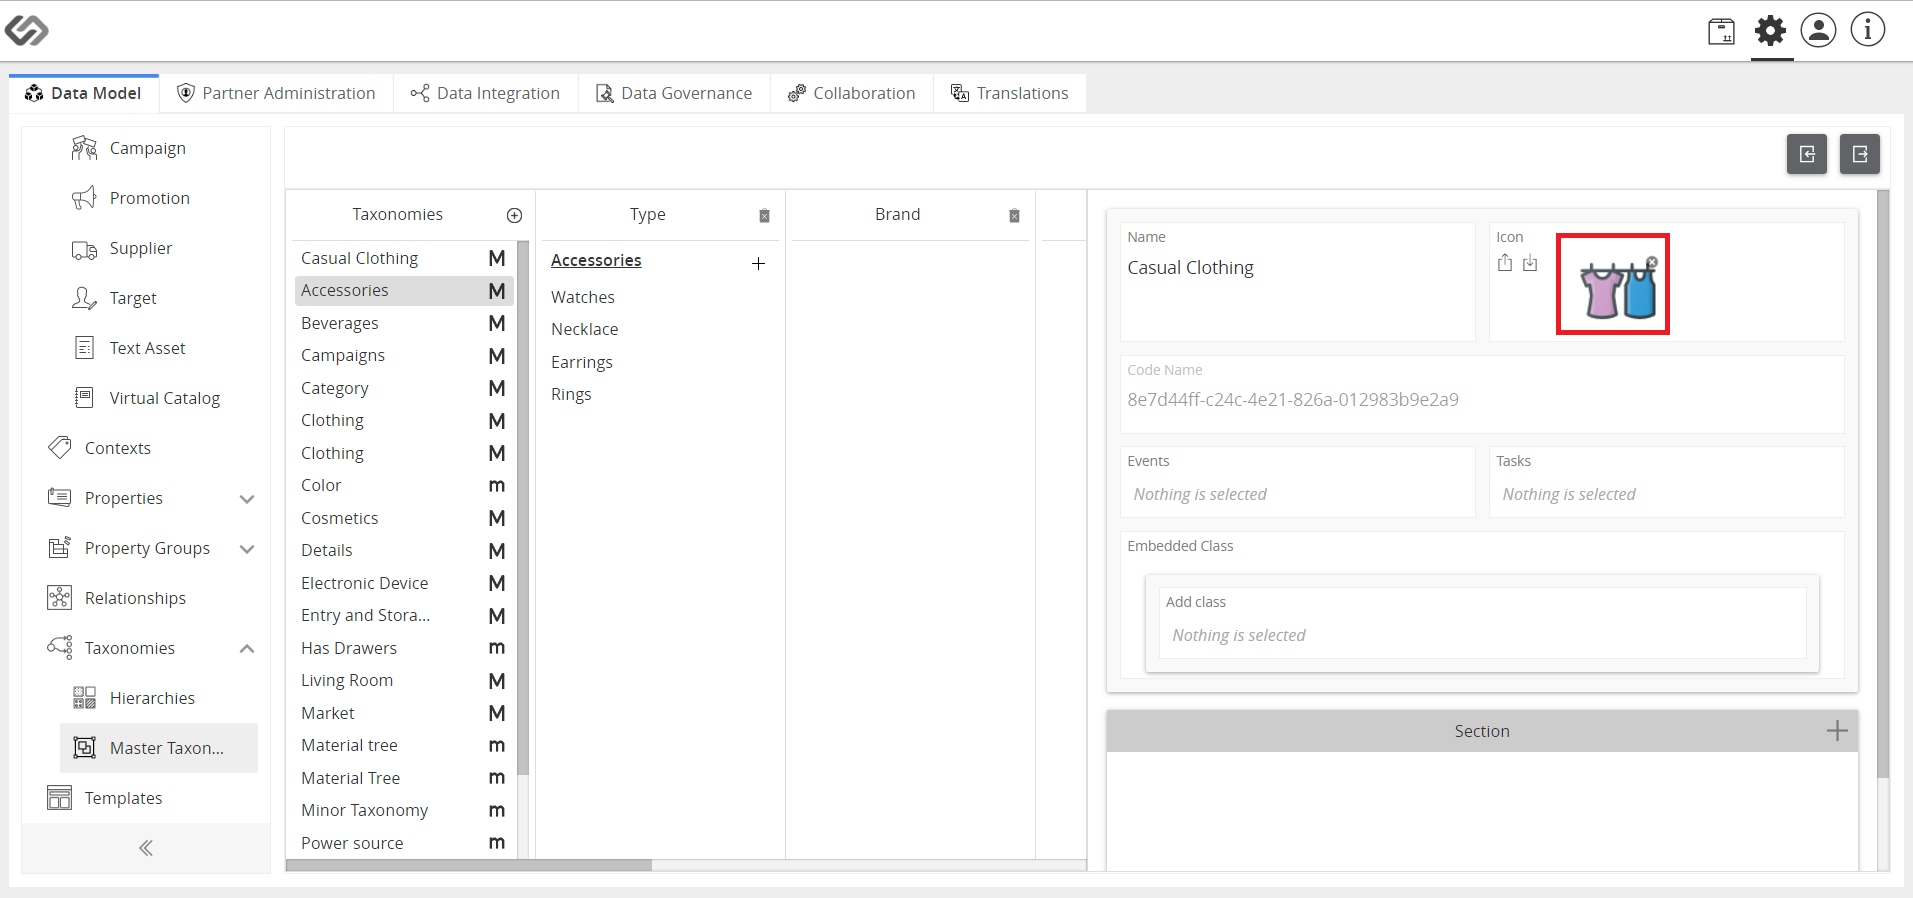 Data Model
Partner Administration
Data Integration
Data Governance
Collaboration
Translations
Campaign
Promotion
Supplier
Target
Text Asset
Virtual Catalog
Contexts
Properties
Property Groups
Relationships
Taxonomies
Hierarchies
Master Taxon...
Templates
Taxonomies
Casual Clothing M
Accessories M
Beverages M
Campaigns M
Category M
Clothing M
Clothing M
Color m
Cosmetics M
Details M
Electronic Device M
Entry and Stora... M
Has Drawers m
Living Room M
Market M
Material tree m
Material Tree m
Minor Taxonomy m
Power source m
Type
Accessories
Watches
Necklace
Earrings
Rings
Brand
Name
Casual Clothing
Icon
Code Name
8e7d44ff-c24c-4e21-826a-012983b9e2a9
Events
Nothing is selected
Tasks
Nothing is selected
Embedded Class
Add class
Nothing is selected
Section